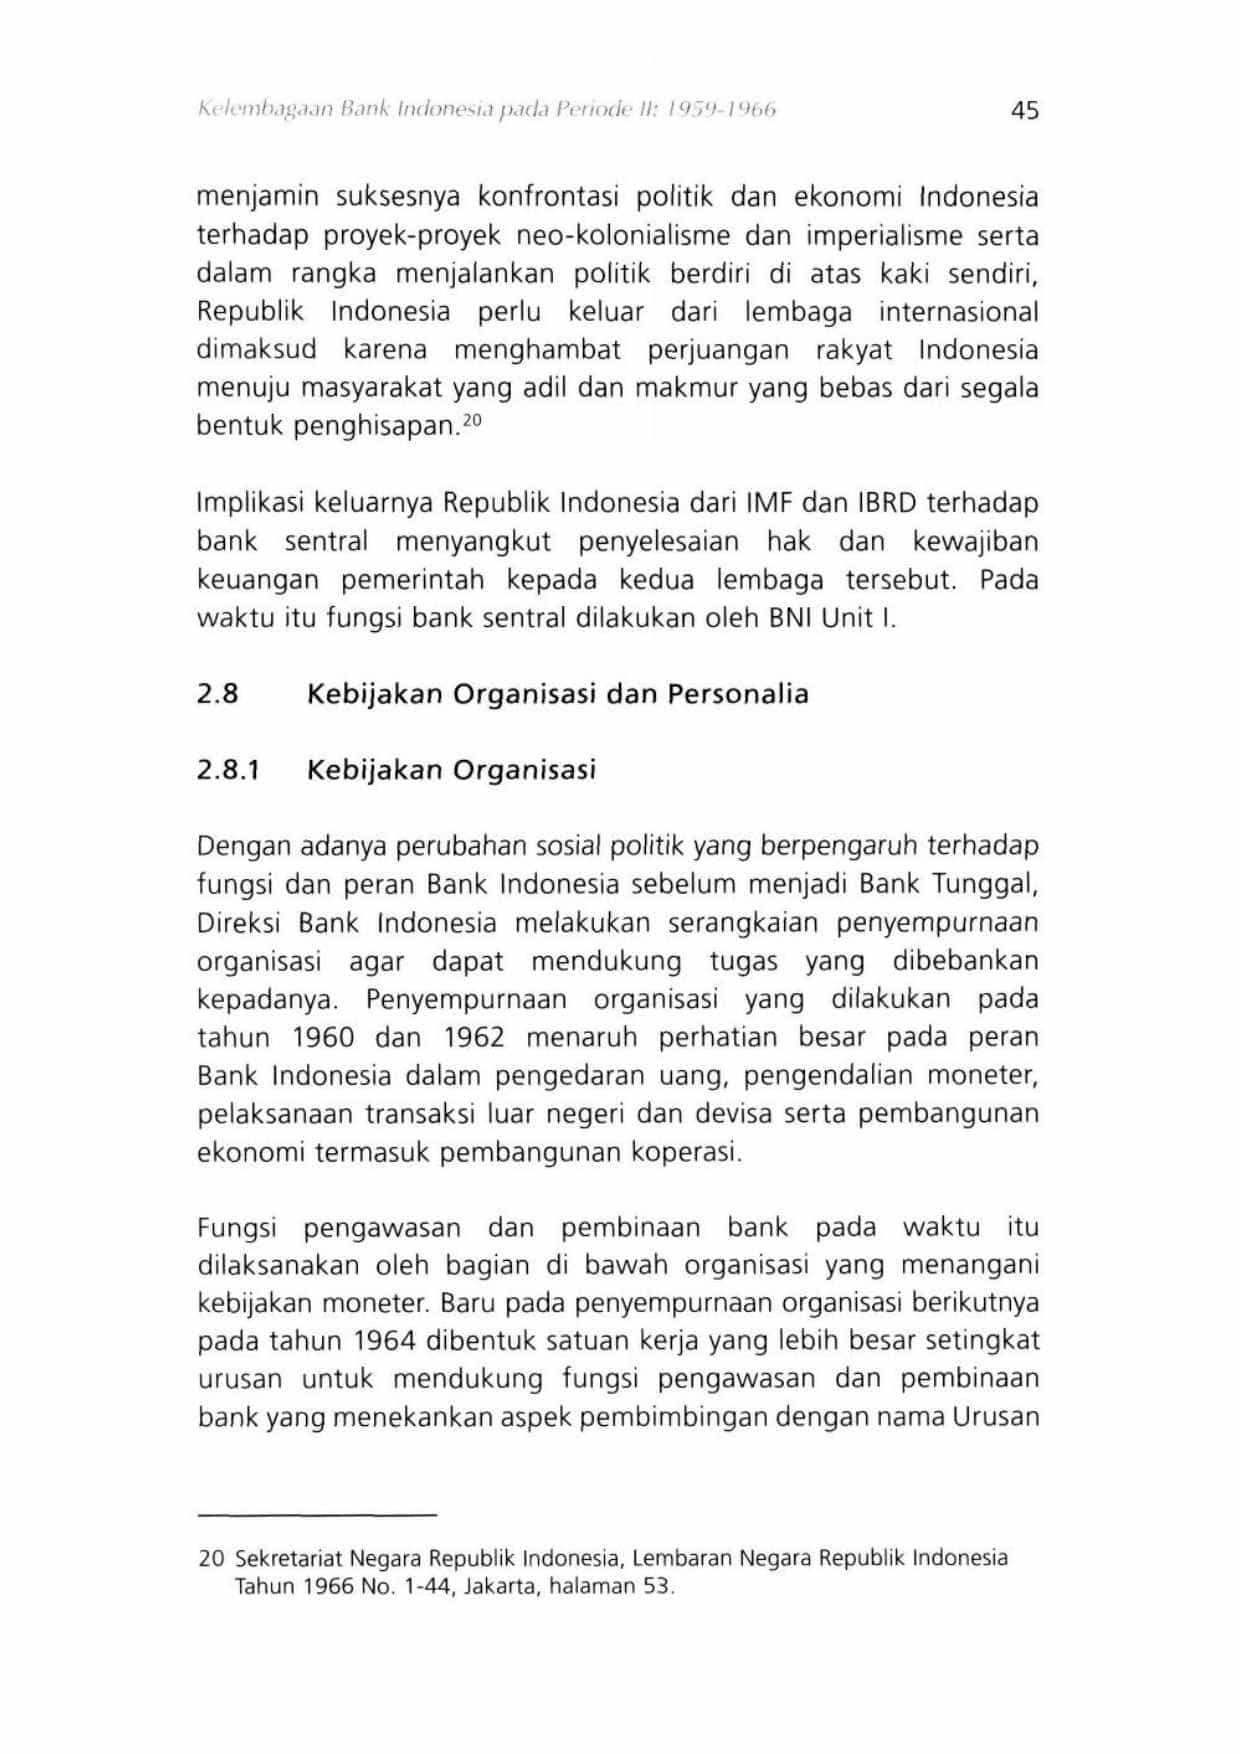 Kelembagaan Bank Indonesia pada Periode II: 1959-1966 45
menjamin suksesnya konfrontasi politik dan ekonomi Indonesia
terhadap proyek-proyek neo-kolonialisme dan imperialisme serta
dalam rangka menjalankan politik berdiri di atas kaki sendiri,
Republik Indonesia perlu keluar dari lembaga internasional
dimaksud karena menghambat perjuangan rakyat Indonesia
menuju masyarakat yang adil dan makmur yang bebas dari segala
bentuk penghisapan.20
Implikasi keluarnya Republik Indonesia dari IMF dan IBRD terhadap
bank sentral menyangkut penyelesaian hak dan kewajiban
keuangan pemerintah kepada kedua lembaga tersebut. Pada
waktu itu fungsi bank sentral dilakukan oleh BNI Unit I.
2.8 Kebijakan Organisasi dan Personalia
2.8.1 Kebijakan Organisasi
Dengan adanya perubahan sosial politik yang berpengaruh terhadap
fungsi dan peran Bank Indonesia sebelum menjadi Bank Tunggal,
Direksi Bank Indonesia melakukan serangkaian penyempurnaan
organisasi agar dapat mendukung tugas yang dibebankan
kepadanya. Penyempurnaan organisasi yang dilakukan pada
tahun 1960 dan 1962 menaruh perhatian besar pada peran
Bank Indonesia dalam pengedaran uang, pengendalian moneter,
pelaksanaan transaksi luar negeri dan devisa serta pembangunan
ekonomi termasuk pembangunan koperasi.
Fungsi pengawasan dan pembinaan bank pada waktu itu
dilaksanakan oleh bagian di bawah organisasi yang menangani
kebijakan moneter. Baru pada penyempurnaan organisasi berikutnya
pada tahun 1964 dibentuk satuan kerja yang lebih besar setingkat
urusan untuk mendukung fungsi pengawasan dan pembinaan
bank yang menekankan aspek pembimbingan dengan nama Urusan
20 Sekretariat Negara Republik Indonesia, Lembaran Negara Republik Indonesia
Tahun 1966 No. 1-44, Jakarta, halaman 53.